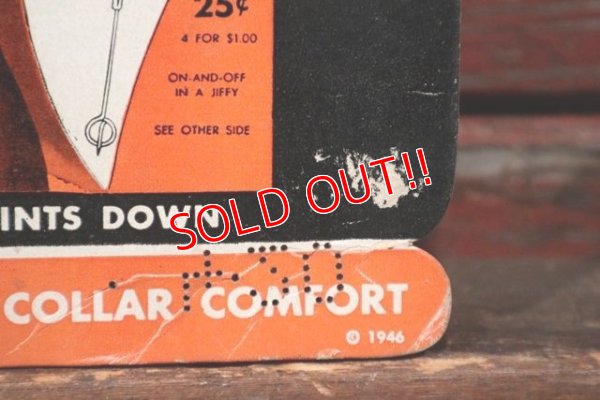 25¢
4 FOR $1.00
ON-AND-OFF
IN A JIFFY
SEE OTHER SIDE
SOLD OUT!!
INTS DOWN
COLLAR COMFORT
© 1946